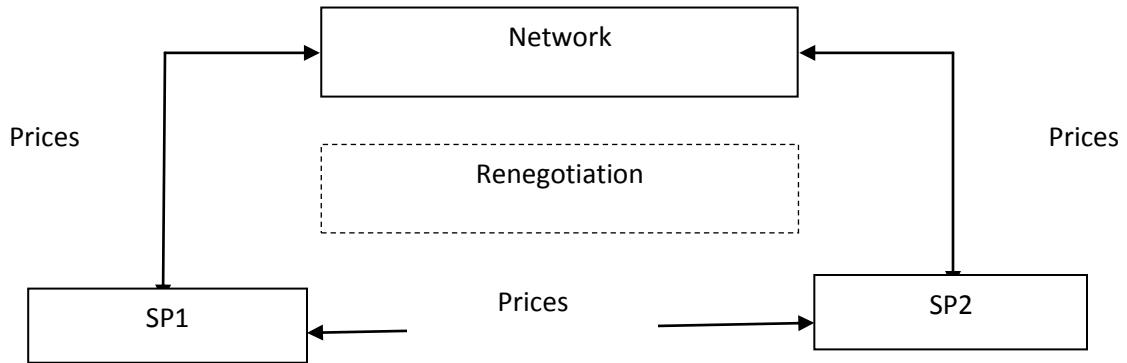 Network
Prices
Prices
Renegotiation
Prices
SP1
SP2